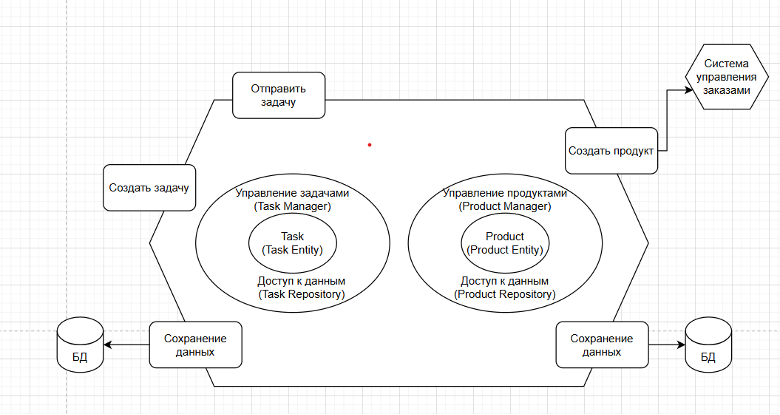 Отправить
задачу
Система
управления
заказами
Создать продукт
Создать задачу
Управление задачами
(Task Manager)
Task
(Task Entity)
Доступ к данным
(Task Repository)
Управление продуктами
(Product Manager)
Product
(Product Entity)
Доступ к данным
(Product Repository)
Сохранение
данных
БД
Сохранение
данных
БД